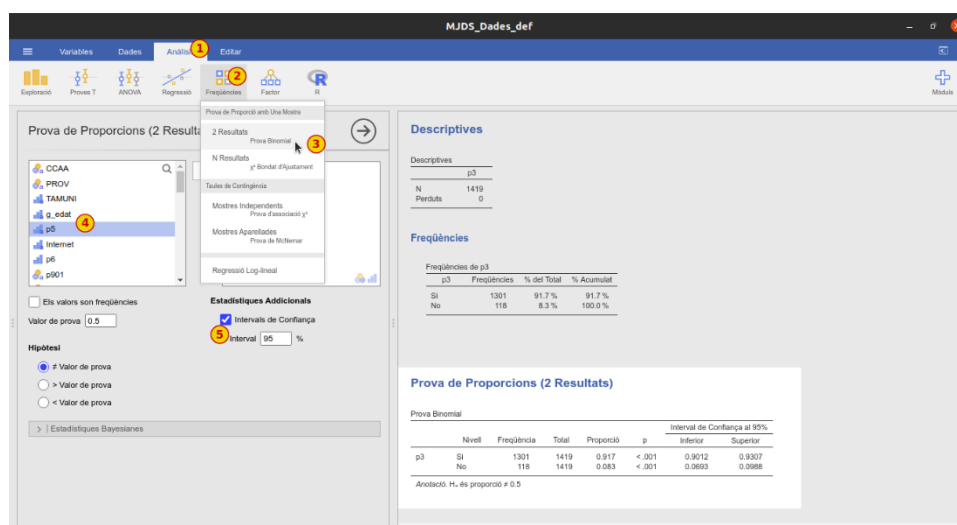 MJDS_Dades_def
Variables Dades Anàlisi 1 Editar
Exploració Proves T ANOVA Regressió Freqüències 2 Factor R Mòduls
Prova de Proporcions (2 Resulta
Prova de Proporció amb Una Mostra
2 Resultats
Prova Binomial
3
N Resultats
χ² Bondat d'Ajustament
Taules de Contingència
Mostres Independents
Prova d'associació χ²
Mostres Aparellades
Prova de McNemar
Regressió Log-lineal
CCAA
PROV
TAMUNI
g_edat
p5
4
Internet
p6
p901
Els valors son freqüències
Valor de prova 0.5
Hipòtesi
≠ Valor de prova
> Valor de prova
< Valor de prova
Estadístiques Addicionals
Intervals de Confiança
5
Interval 95 %
> | Estadístiques Bayesianes
Descriptives
Descriptives
p3
N 1419
Perduts 0
Freqüències
Freqüències de p3
p3 Freqüències % del Total % Acumulat
Si 1301 91.7 % 91.7 %
No 118 8.3 % 100.0 %
Prova de Proporcions (2 Resultats)
Prova Binomial
Interval de Confiança al 95%
Nivell Freqüència Total Proporció p Inferior Superior
p3 Si 1301 1419 0.917 < .001 0.9012 0.9307
No 118 1419 0.083 < .001 0.0693 0.0988
Anotació. Hₐ és proporció ≠ 0.5